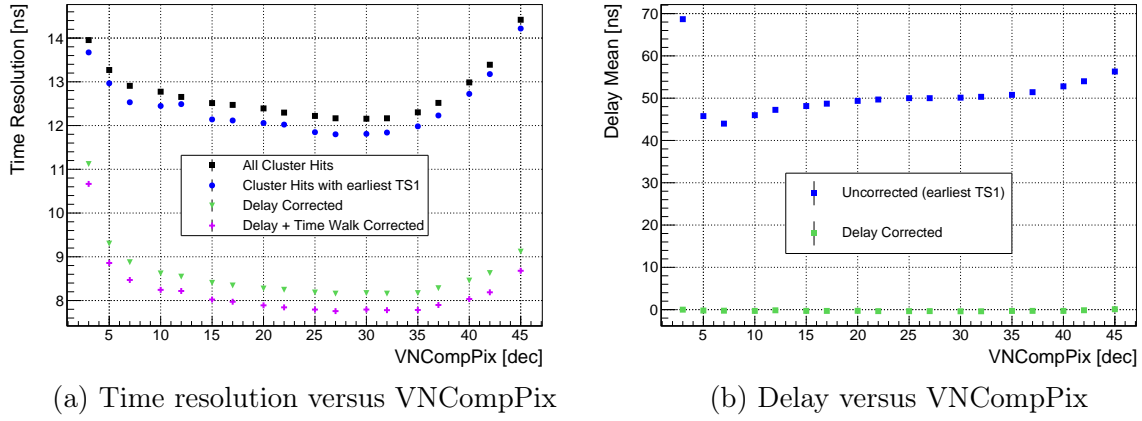 Time Resolution [ns]
14
13
12
11
10
9
8
All Cluster Hits
Cluster Hits with earliest TS1
Delay Corrected
Delay + Time Walk Corrected
5 10 15 20 25 30 35 40 45
VNCompPix [dec]
(a) Time resolution versus VNCompPix
Delay Mean [ns]
70
60
50
40
30
20
10
0
Uncorrected (earliest TS1)
Delay Corrected
5 10 15 20 25 30 35 40 45
VNCompPix [dec]
(b) Delay versus VNCompPix